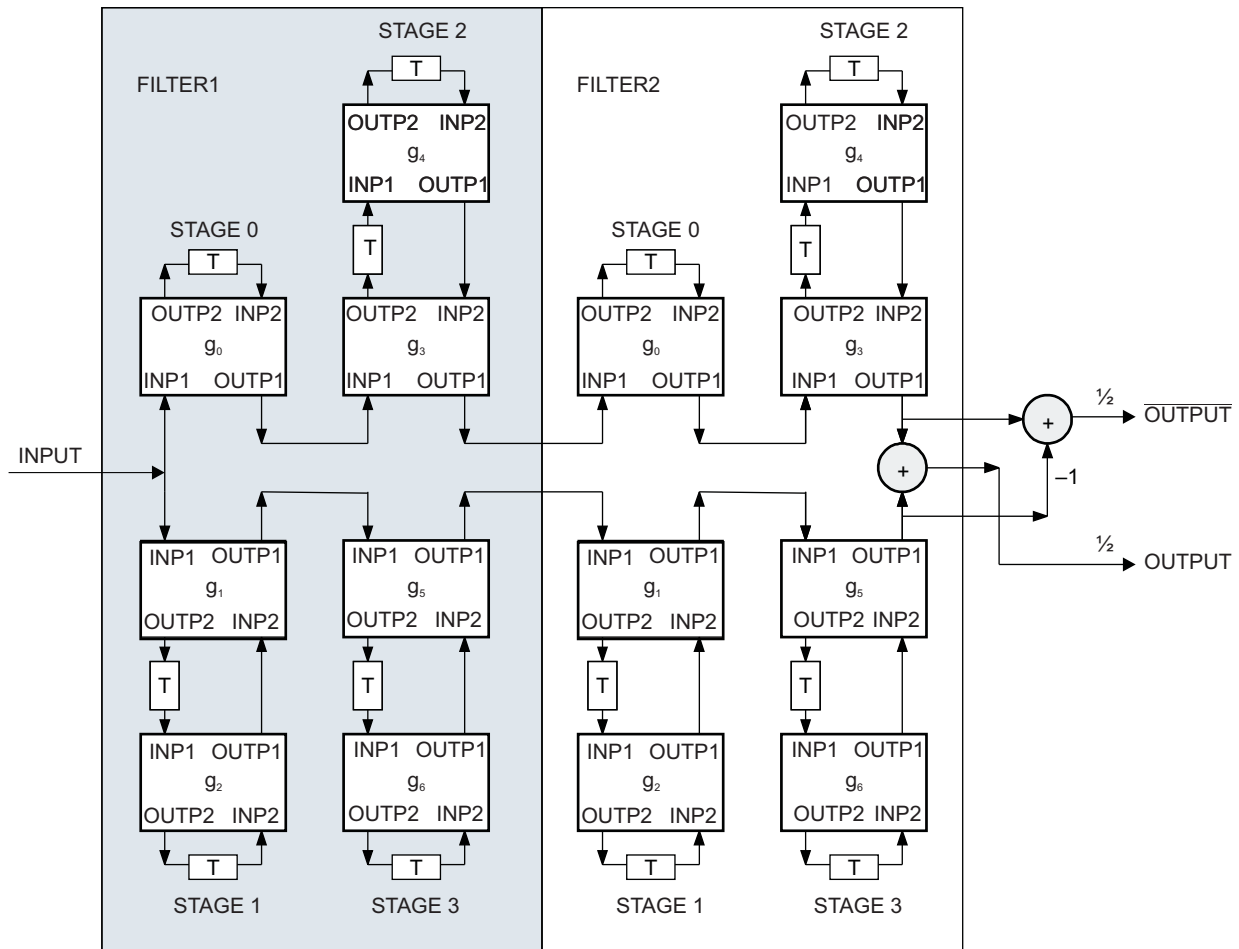 STAGE 2 STAGE 2
T T
FILTER1 FILTER2
OUTP2 INP2 OUTP2 INP2
g₄ g₄
INP1 OUTP1 INP1 OUTP1
STAGE 0 T STAGE 0 T
T T
OUTP2 INP2 OUTP2 INP2 OUTP2 INP2 OUTP2 INP2
g₀ g₃ g₀ g₃
INP1 OUTP1 INP1 OUTP1 INP1 OUTP1 INP1 OUTP1
½ OUTPUT
+
INPUT
+ –1
INP1 OUTP1 INP1 OUTP1 INP1 OUTP1 INP1 OUTP1
½ OUTPUT
g₁ g₅ g₁ g₅
OUTP2 INP2 OUTP2 INP2 OUTP2 INP2 OUTP2 INP2
T T T T
INP1 OUTP1 INP1 OUTP1 INP1 OUTP1 INP1 OUTP1
g₂ g₆ g₂ g₆
OUTP2 INP2 OUTP2 INP2 OUTP2 INP2 OUTP2 INP2
T T T T
STAGE 1 STAGE 3 STAGE 1 STAGE 3